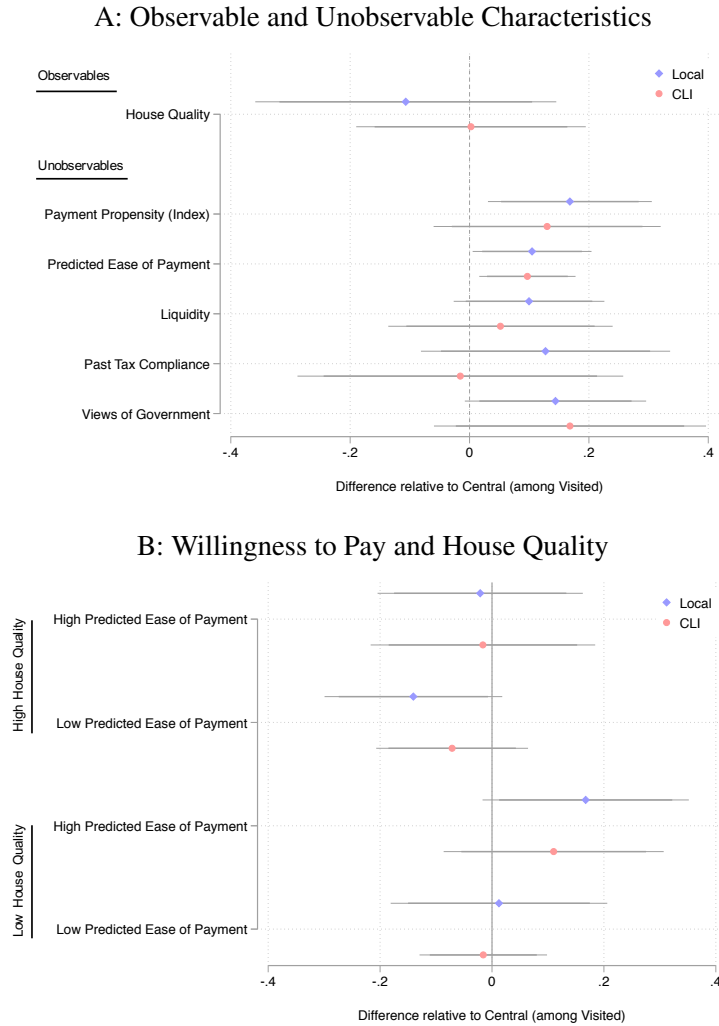 A: Observable and Unobservable Characteristics
Observables
Local
CLI
House Quality
Unobservables
Payment Propensity (Index)
Predicted Ease of Payment
Liquidity
Past Tax Compliance
Views of Government
-.4 -.2 0 .2 .4
Difference relative to Central (among Visited)
B: Willingness to Pay and House Quality
Local
CLI
High House Quality
High Predicted Ease of Payment
Low Predicted Ease of Payment
Low House Quality
High Predicted Ease of Payment
Low Predicted Ease of Payment
-.4 -.2 0 .2 .4
Difference relative to Central (among Visited)